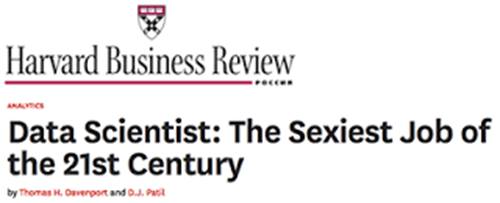 Harvard Business Review
РОССИЯ
ANALYTICS
Data Scientist: The Sexiest Job of
the 21st Century
by Thomas H. Davenport and D.J. Patil